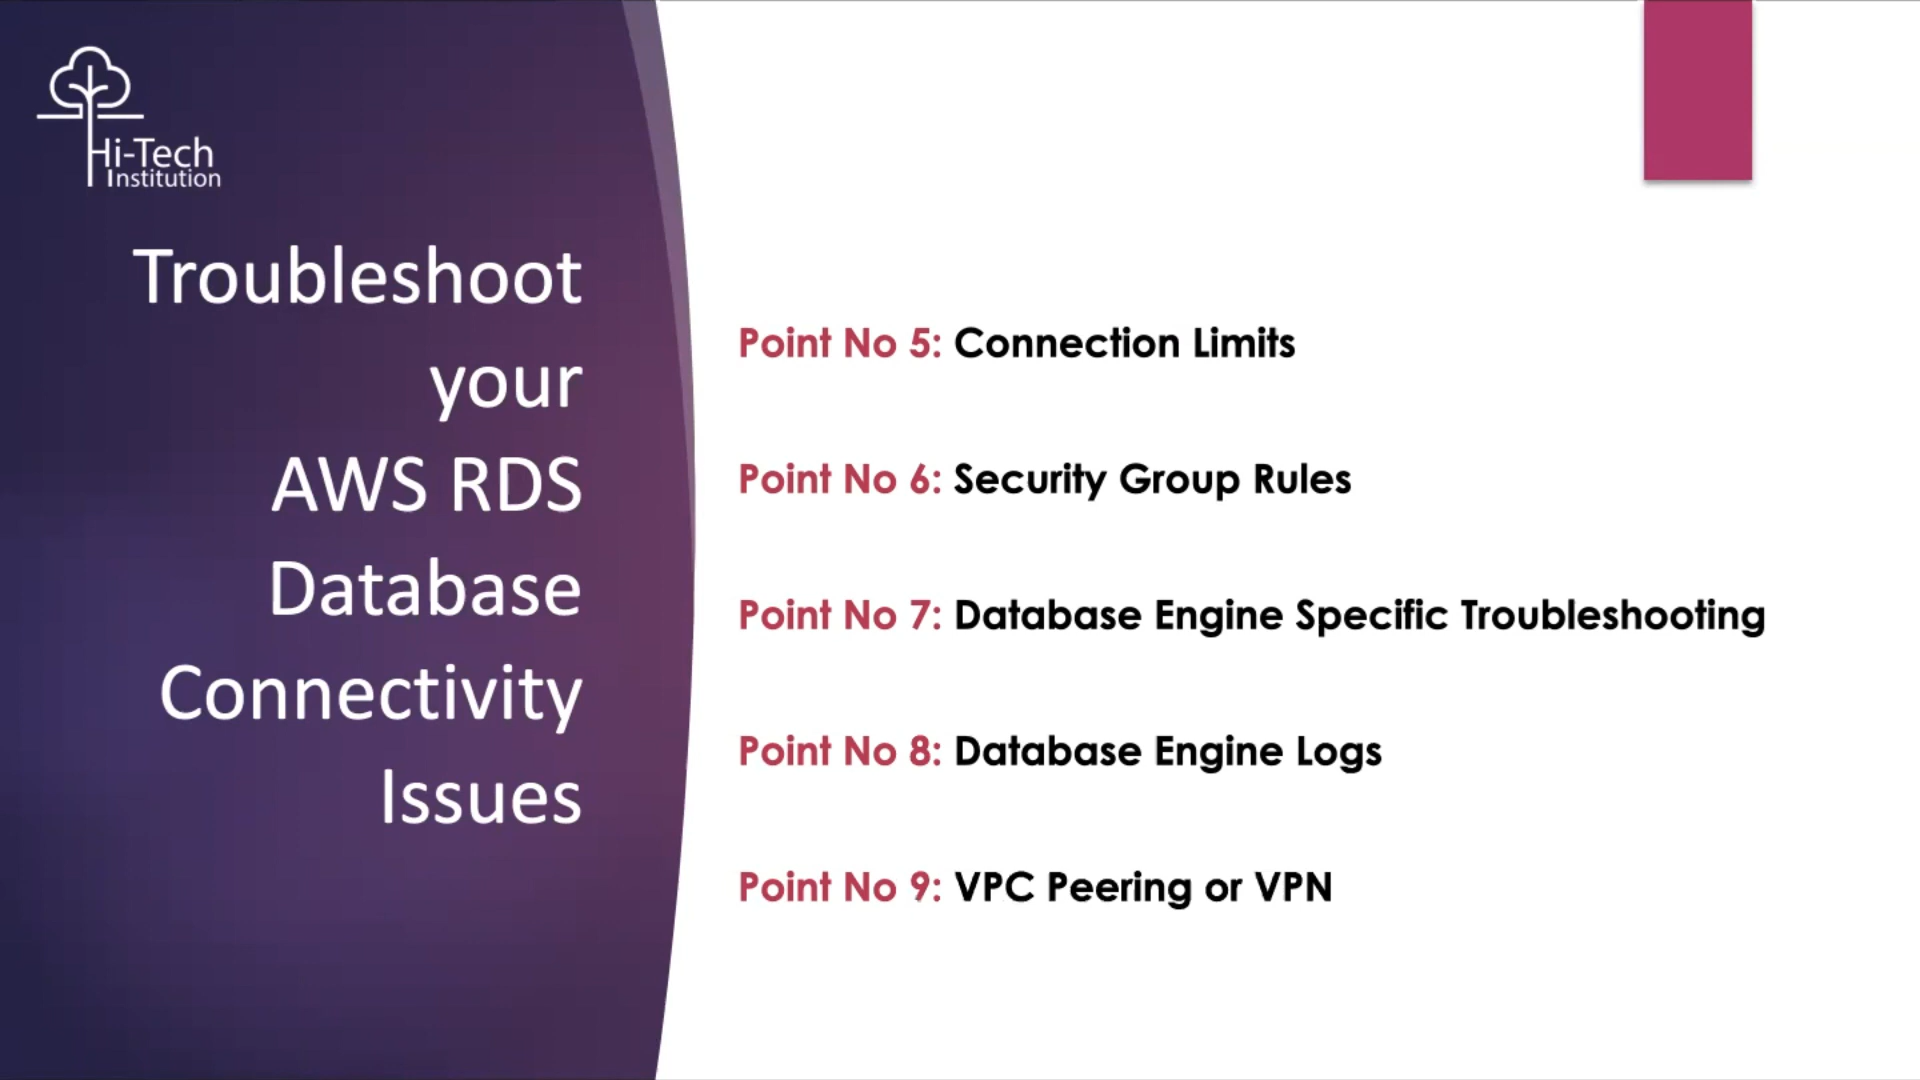 Hi-Tech
Institution
Troubleshoot
your
AWS RDS
Database
Connectivity
Issues
Point No 5: Connection Limits
Point No 6: Security Group Rules
Point No 7: Database Engine Specific Troubleshooting
Point No 8: Database Engine Logs
Point No 9: VPC Peering or VPN